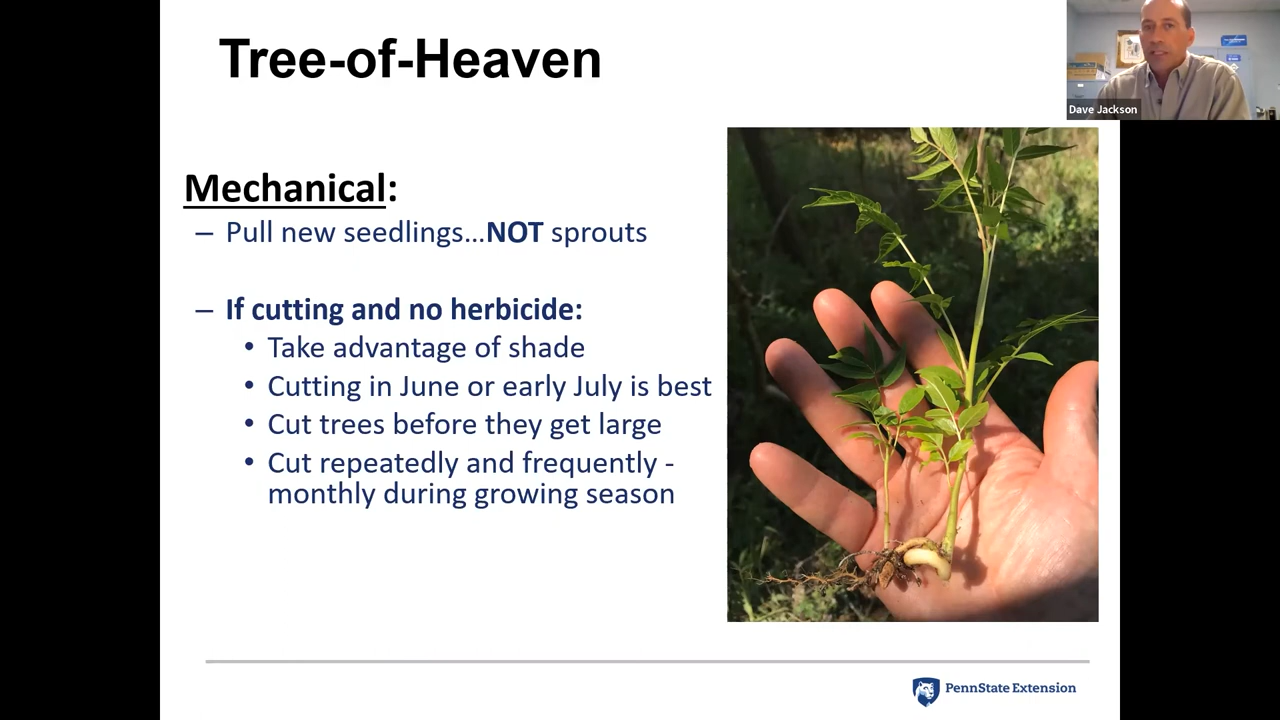 Tree-of-Heaven
Dave Jackson
Mechanical:
– Pull new seedlings...NOT sprouts
– If cutting and no herbicide:
• Take advantage of shade
• Cutting in June or early July is best
• Cut trees before they get large
• Cut repeatedly and frequently -
monthly during growing season
PennState Extension